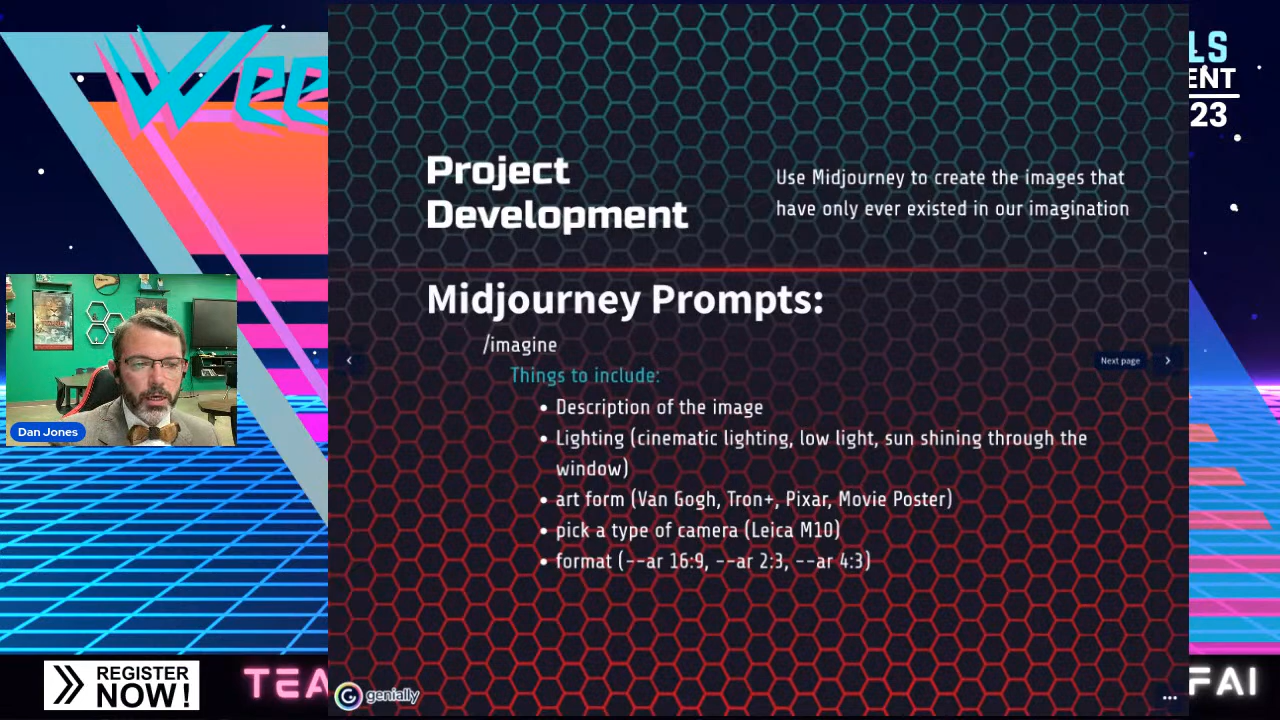 Wee
LS
ENT
23
Project
Development
Use Midjourney to create the images that
have only ever existed in our imagination
Midjourney Prompts:
/imagine
Things to include:
• Description of the image
• Lighting (cinematic lighting, low light, sun shining through the
window)
• art form (Van Gogh, Tron+, Pixar, Movie Poster)
• pick a type of camera (Leica M10)
• format (--ar 16:9, --ar 2:3, --ar 4:3)
Next page
Dan Jones
REGISTER
NOW!
TEA
genially
FAI